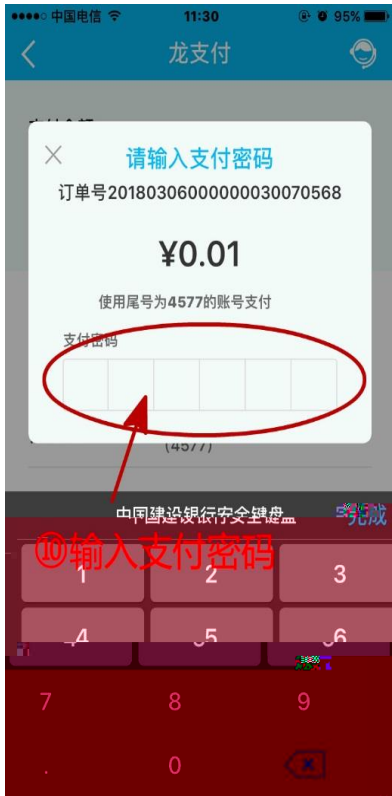 中国电信 11:30 95%
龙支付
请输入支付密码
订单号20180306000000030070568
¥0.01
使用尾号为4577的账号支付
支付密码
(4577)
中国建设银行安全键盘 完成
⑩输入支付密码
1 2 3
4 5 6
7 8 9
. 0